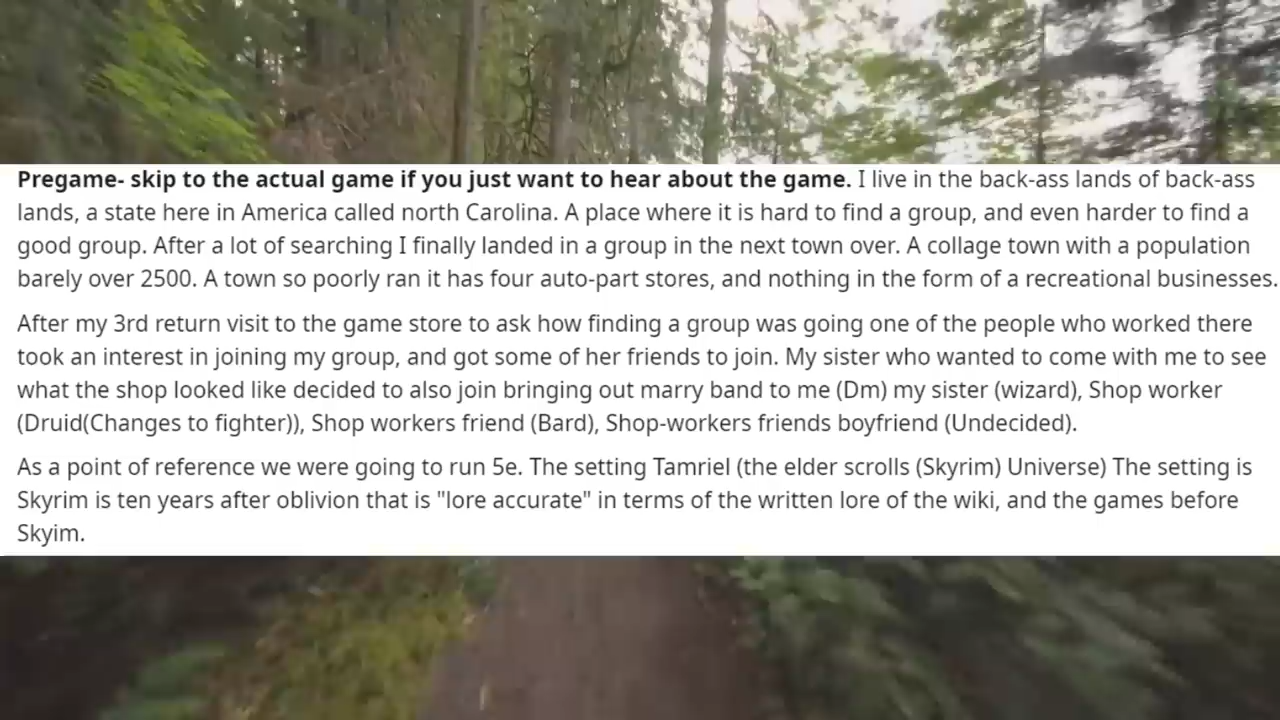 Pregame- skip to the actual game if you just want to hear about the game. I live in the back-ass lands of back-ass
lands, a state here in America called north Carolina. A place where it is hard to find a group, and even harder to find a
good group. After a lot of searching I finally landed in a group in the next town over. A collage town with a population
barely over 2500. A town so poorly ran it has four auto-part stores, and nothing in the form of a recreational businesses.
After my 3rd return visit to the game store to ask how finding a group was going one of the people who worked there
took an interest in joining my group, and got some of her friends to join. My sister who wanted to come with me to see
what the shop looked like decided to also join bringing out marry band to me (Dm) my sister (wizard), Shop worker
(Druid(Changes to fighter)), Shop workers friend (Bard), Shop-workers friends boyfriend (Undecided).
As a point of reference we were going to run 5e. The setting Tamriel (the elder scrolls (Skyrim) Universe) The setting is
Skyrim is ten years after oblivion that is "lore accurate" in terms of the written lore of the wiki, and the games before
Skyim.